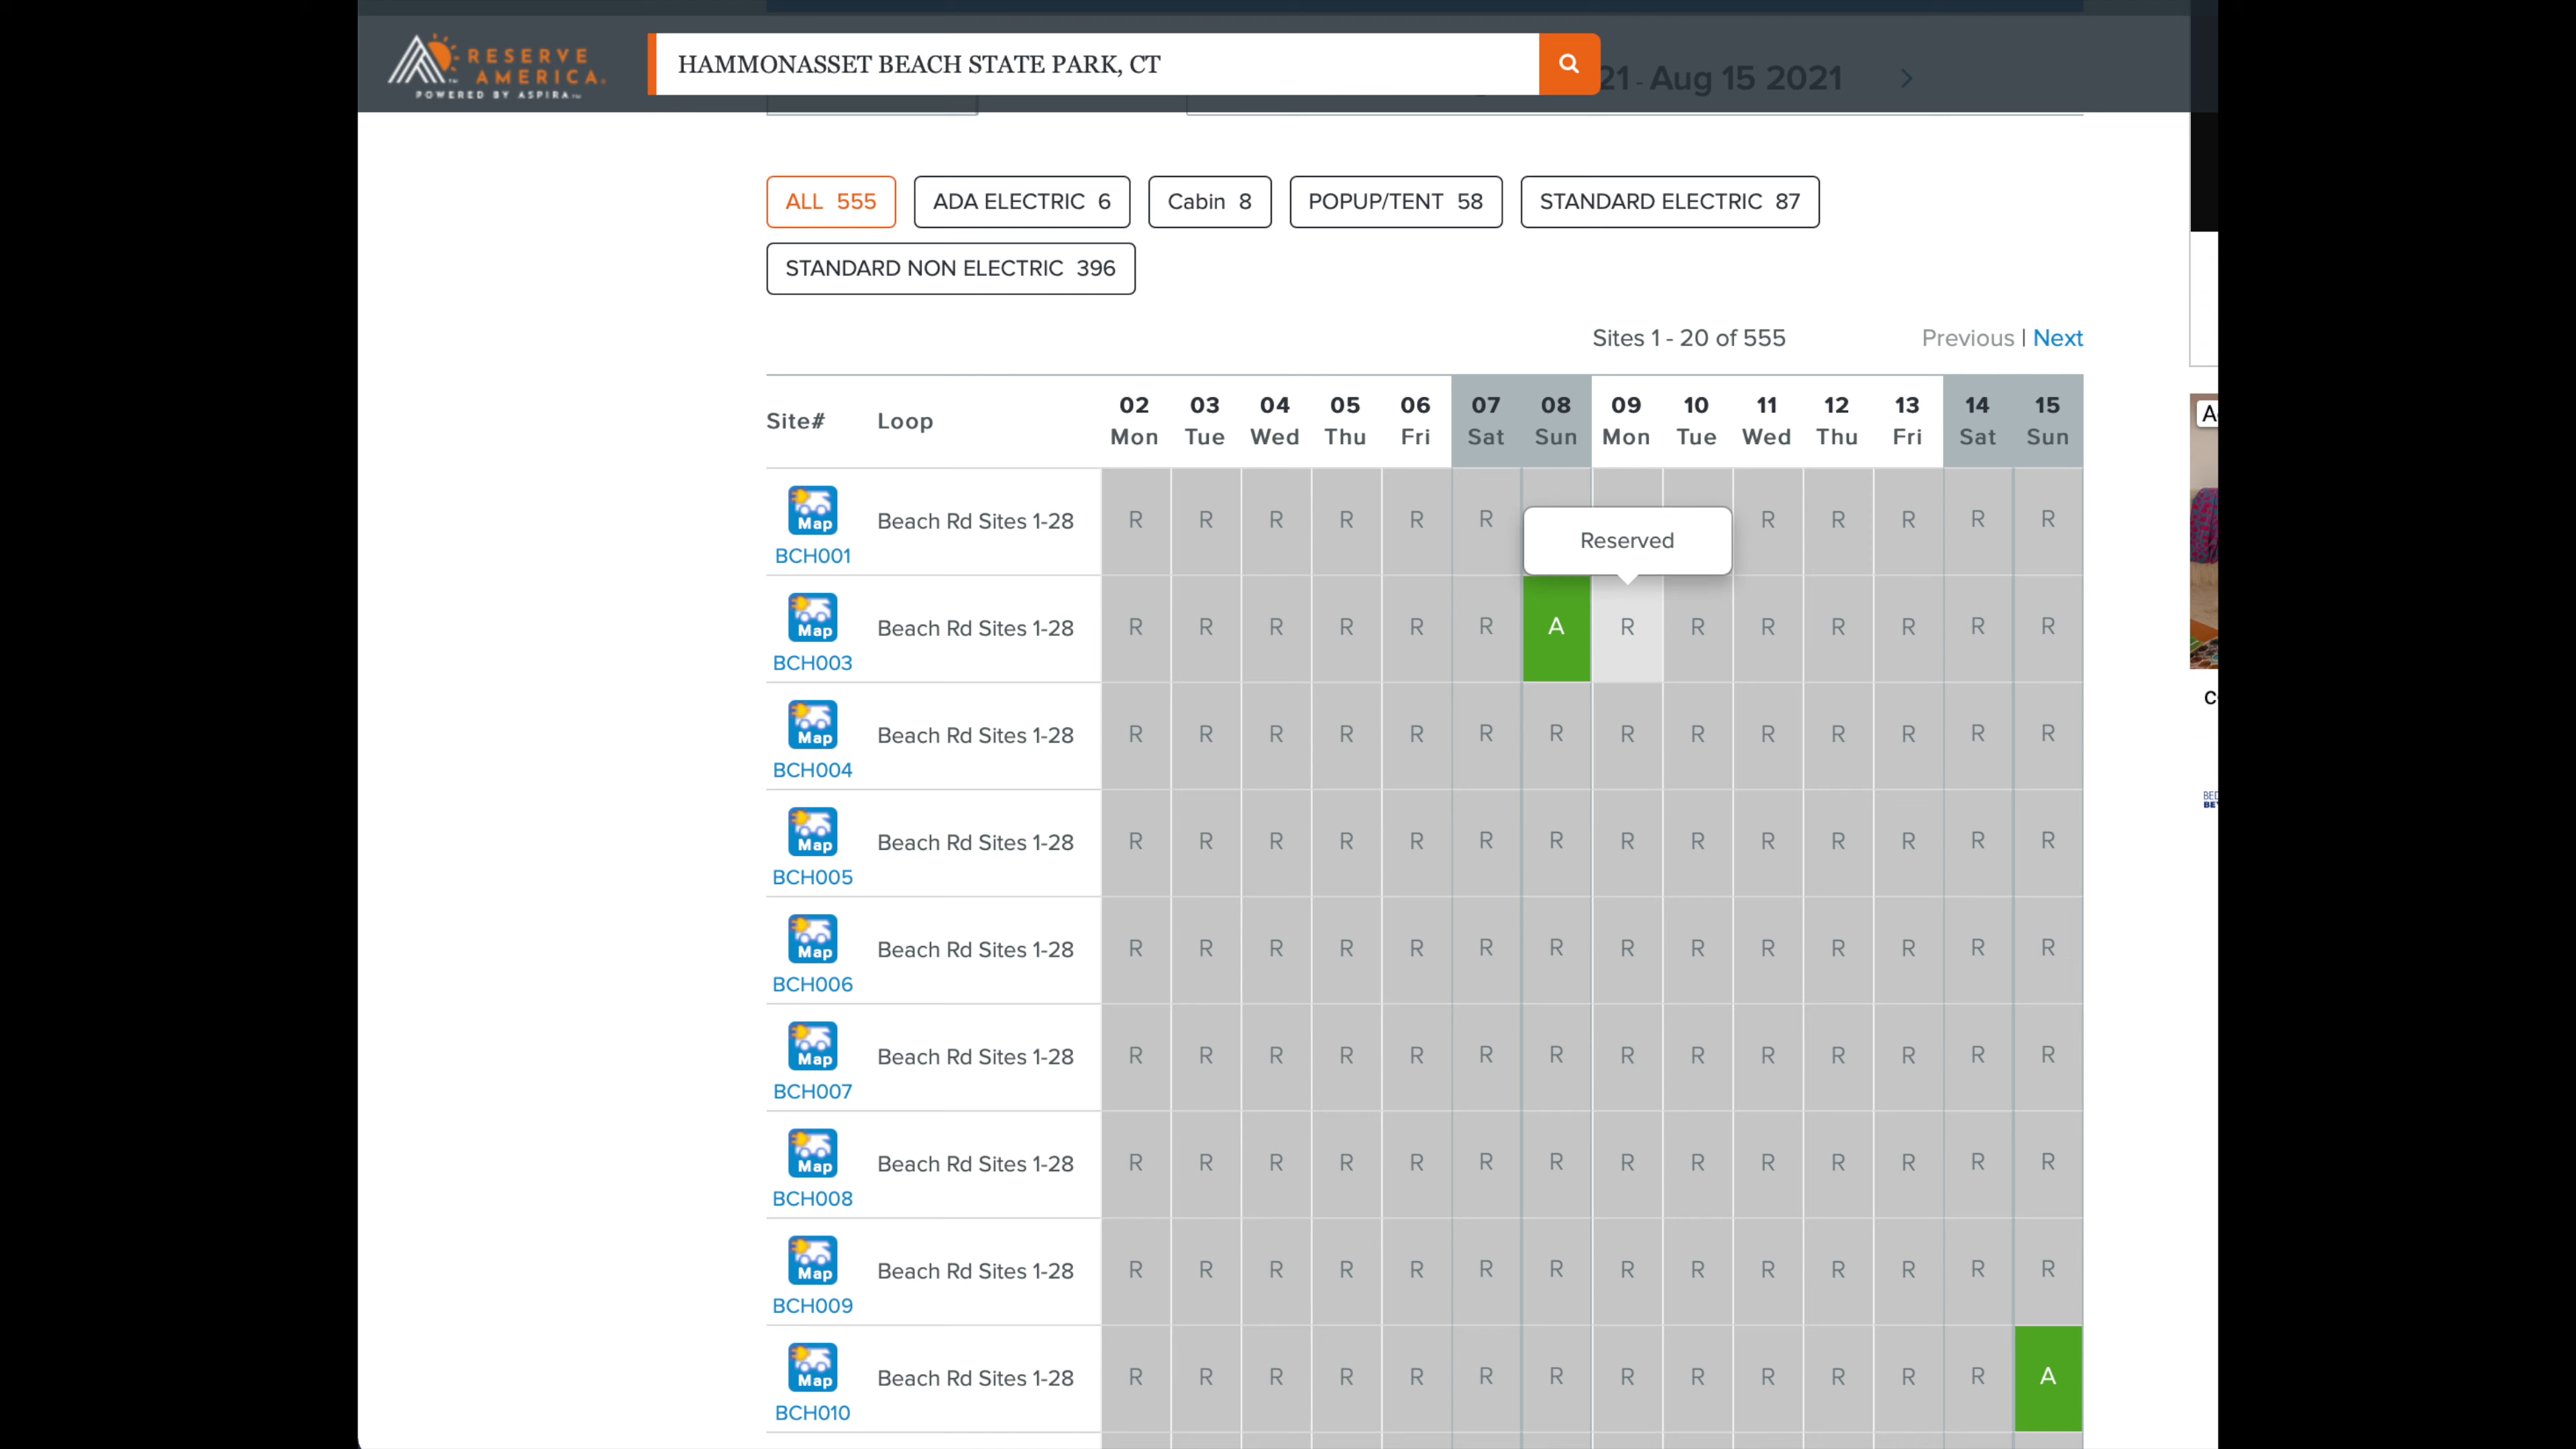 RESERVE
AMERICA
POWERED BY ASPIRA
HAMMONASSET BEACH STATE PARK, CT
21 - Aug 15 2021
ALL 555 ADA ELECTRIC 6 Cabin 8 POPUP/TENT 58 STANDARD ELECTRIC 87
STANDARD NON ELECTRIC 396
Sites 1 - 20 of 555 Previous | Next
Site# Loop 02 03 04 05 06 07 08 09 10 11 12 13 14 15
Mon Tue Wed Thu Fri Sat Sun Mon Tue Wed Thu Fri Sat Sun
Map Beach Rd Sites 1-28 R R R R R R R R R R R
BCH001
Reserved
Map Beach Rd Sites 1-28 R R R R R R A R R R R R R R
BCH003
Map Beach Rd Sites 1-28 R R R R R R R R R R R R R R
BCH004
Map Beach Rd Sites 1-28 R R R R R R R R R R R R R R
BCH005
Map Beach Rd Sites 1-28 R R R R R R R R R R R R R R
BCH006
Map Beach Rd Sites 1-28 R R R R R R R R R R R R R R
BCH007
Map Beach Rd Sites 1-28 R R R R R R R R R R R R R R
BCH008
Map Beach Rd Sites 1-28 R R R R R R R R R R R R R R
BCH009
Map Beach Rd Sites 1-28 R R R R R R R R R R R R R A
BCH010